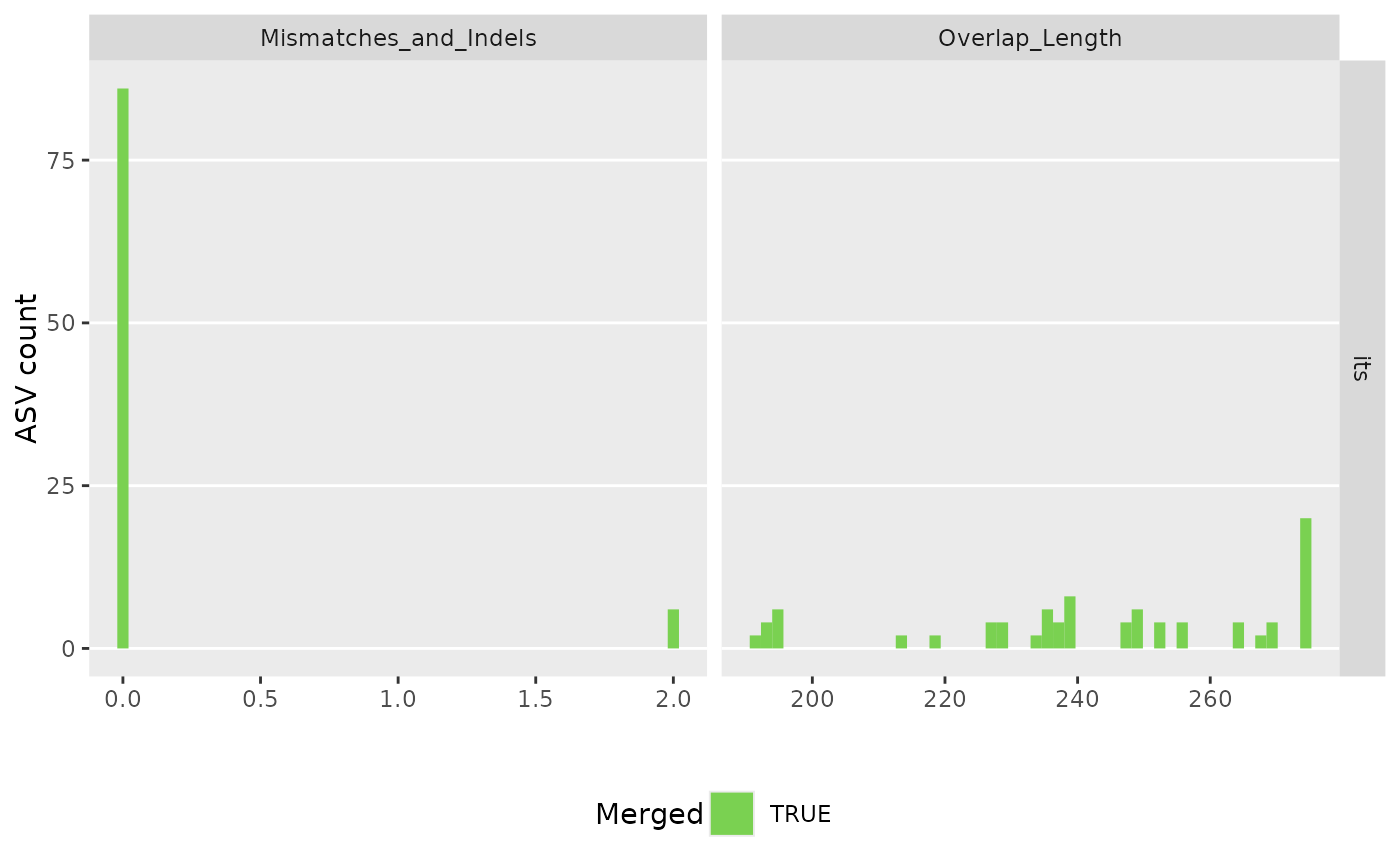 Mismatches_and_Indels
Overlap_Length
its
ASV count
75
50
25
0
0.0 0.5 1.0 1.5 2.0
200 220 240 260
Merged TRUE